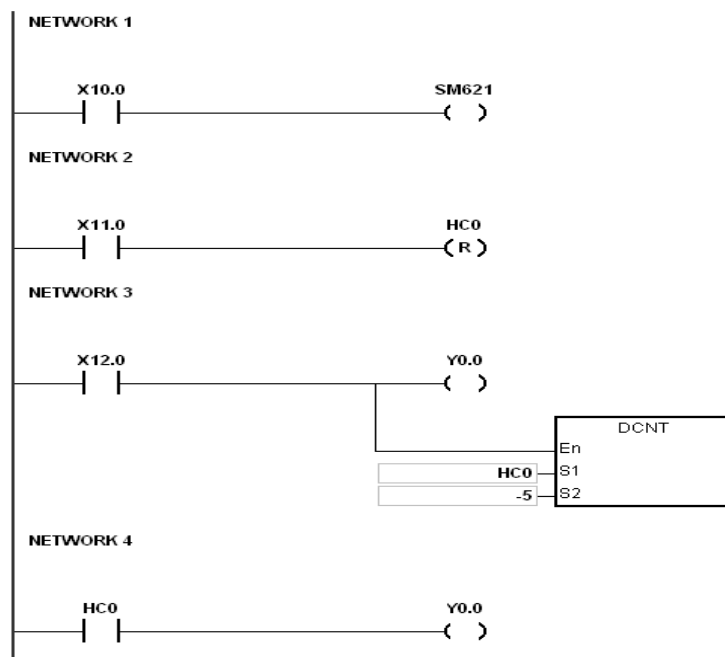 NETWORK 1
X10.0 SM621
( )
NETWORK 2
X11.0 HC0
( R )
NETWORK 3
X12.0 Y0.0
( )
DCNT
En
HC0 S1
-5 S2
NETWORK 4
HC0 Y0.0
( )